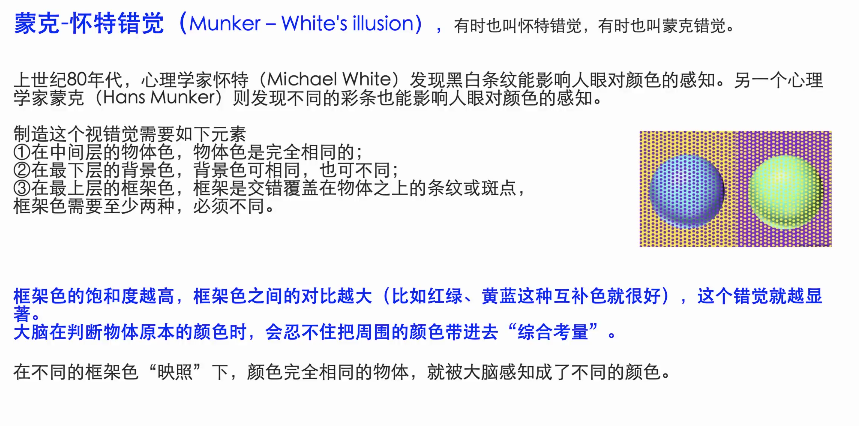 蒙克-怀特错觉（Munker – White's illusion），有时也叫怀特错觉，有时也叫蒙克错觉。
上世纪80年代，心理学家怀特（Michael White）发现黑白条纹能影响人眼对颜色的感知。另一个心理
学家蒙克（Hans Munker）则发现不同的彩条也能影响人眼对颜色的感知。
制造这个视错觉需要如下元素
①在中间层的物体色，物体色是完全相同的；
②在最下层的背景色，背景色可相同，也可不同；
③在最上层的框架色，框架是交错覆盖在物体之上的条纹或斑点，
框架色需要至少两种，必须不同。
框架色的饱和度越高，框架色之间的对比越大（比如红绿、黄蓝这种互补色就很好），这个错觉就越显
著。
大脑在判断物体原本的颜色时，会忍不住把周围的颜色带进去“综合考量”。
在不同的框架色“映照”下，颜色完全相同的物体，就被大脑感知成了不同的颜色。